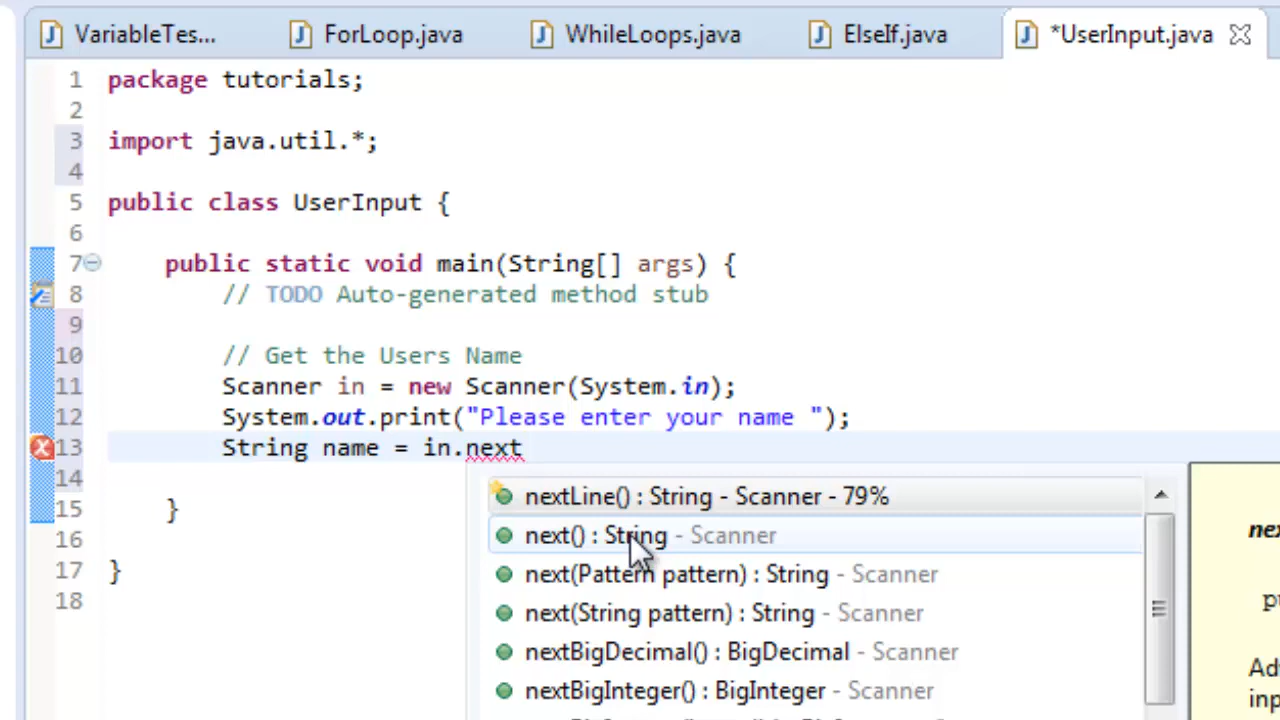 VariableTes... ForLoop.java WhileLoops.java ElseIf.java *UserInput.java
1 package tutorials;
2
3 import java.util.*;
4
5 public class UserInput {
6
7 public static void main(String[] args) {
8 // TODO Auto-generated method stub
9
10 // Get the Users Name
11 Scanner in = new Scanner(System.in);
12 System.out.print("Please enter your name ");
13 String name = in.next
14
15 }
16
17 }
18
nextLine() : String - Scanner - 79%
next() : String - Scanner
next(Pattern pattern) : String - Scanner
next(String pattern) : String - Scanner
nextBigDecimal() : BigDecimal - Scanner
nextBigInteger() : BigInteger - Scanner